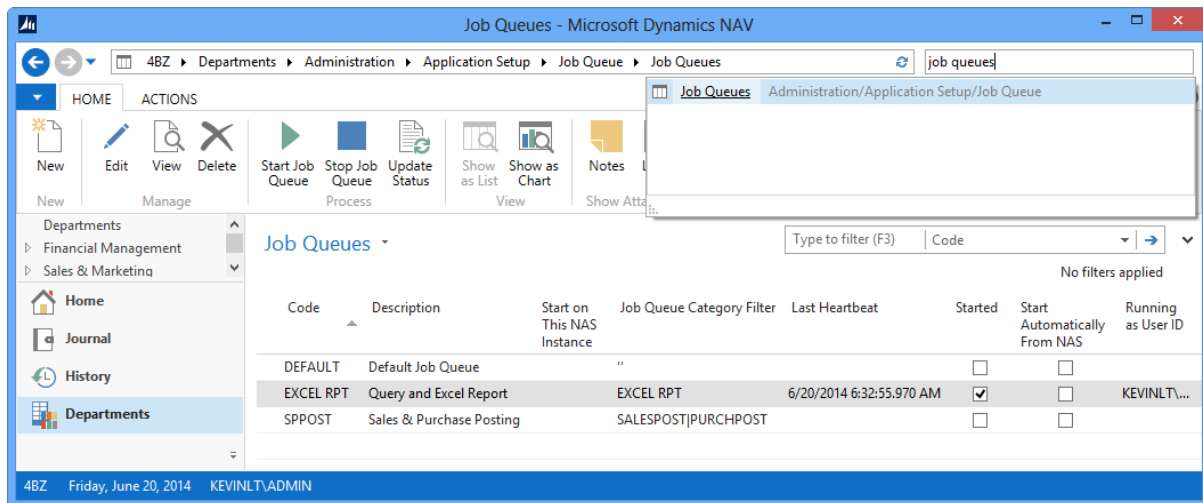 Job Queues - Microsoft Dynamics NAV
4BZ Departments Administration Application Setup Job Queue Job Queues
job queues
Job Queues Administration/Application Setup/Job Queue
HOME ACTIONS
New Edit View Delete Start Job Queue Stop Job Queue Update Status Show as List Show as Chart Notes
New Manage Process View Show Atta
Departments
Financial Management
Sales & Marketing
Home
Journal
History
Departments
Job Queues
Type to filter (F3) Code
No filters applied
Code Description Start on This NAS Instance Job Queue Category Filter Last Heartbeat Started Start Automatically From NAS Running as User ID
DEFAULT Default Job Queue ''
EXCEL RPT Query and Excel Report EXCEL RPT 6/20/2014 6:32:55.970 AM KEVINLT\...
SPPOST Sales & Purchase Posting SALESPOST|PURCHPOST
4BZ Friday, June 20, 2014 KEVINLT\ADMIN